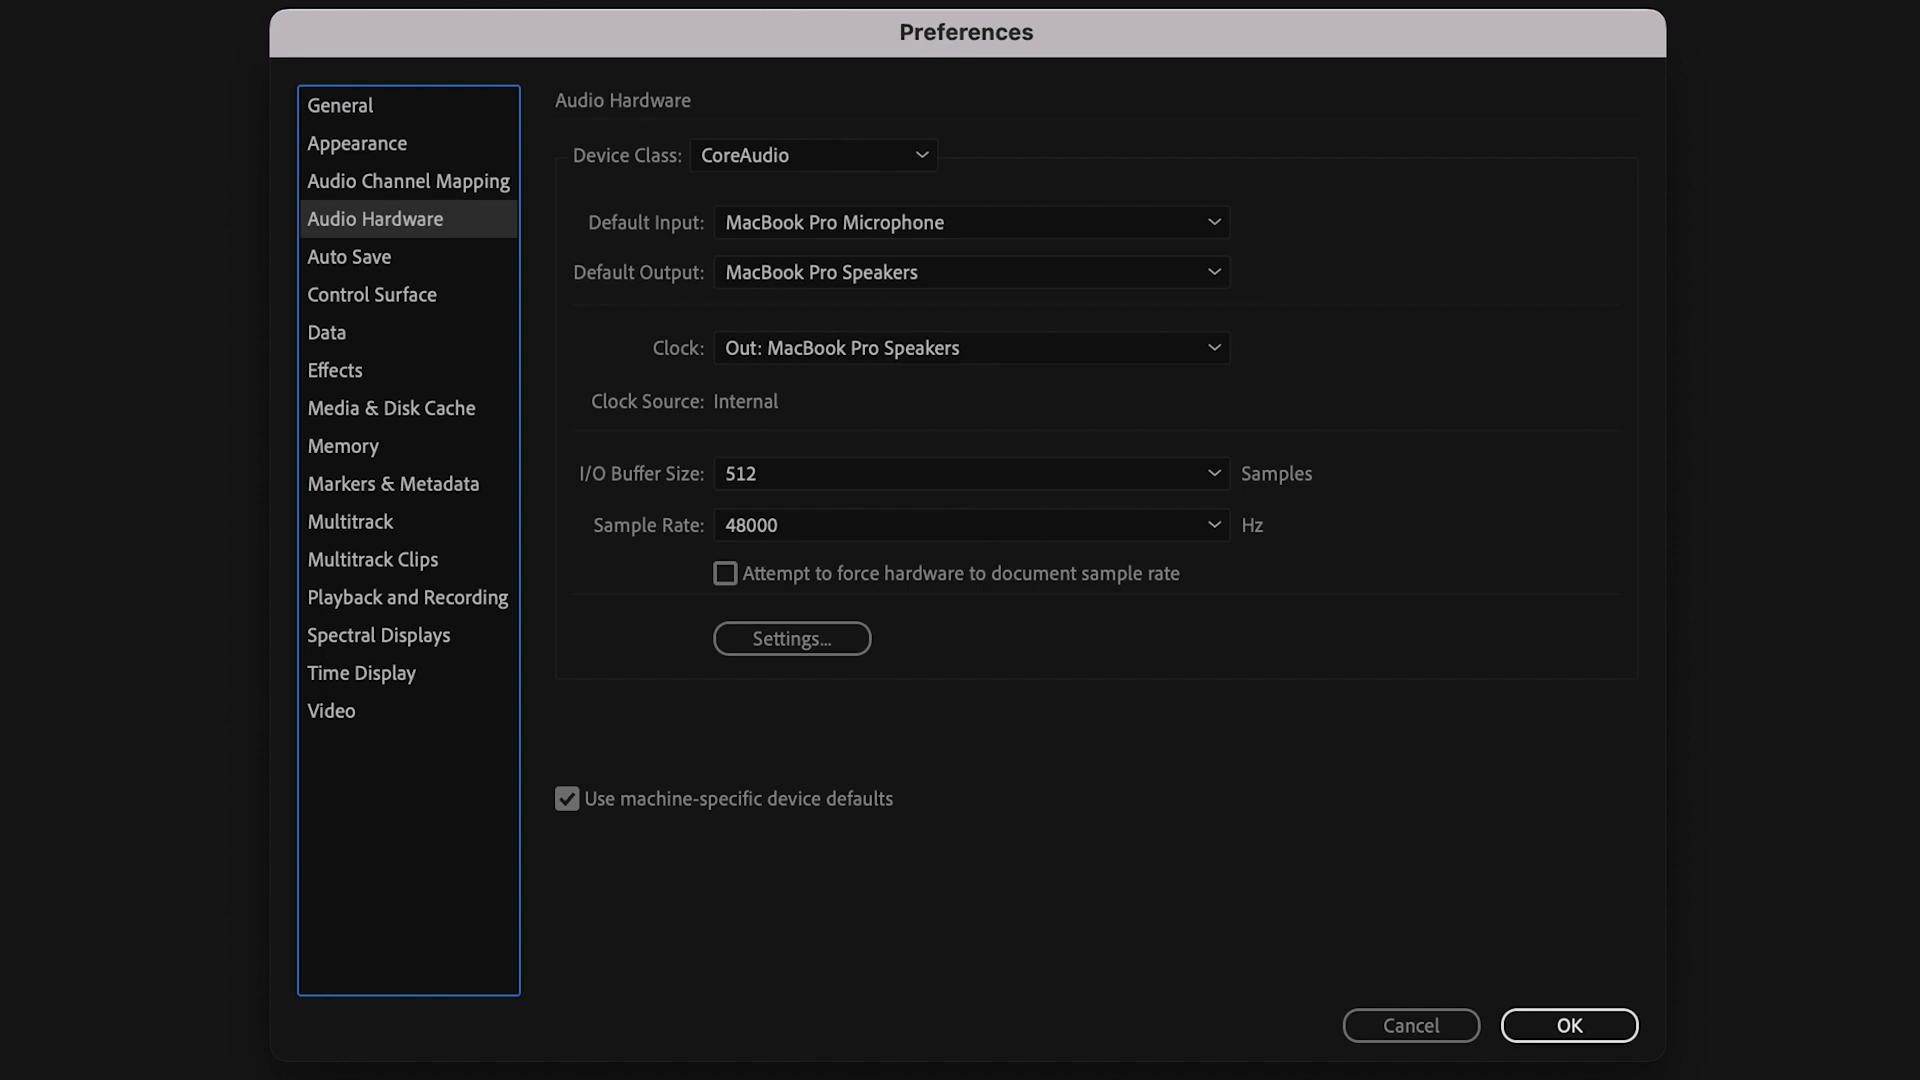 Preferences
General
Appearance
Audio Channel Mapping
Audio Hardware
Auto Save
Control Surface
Data
Effects
Media & Disk Cache
Memory
Markers & Metadata
Multitrack
Multitrack Clips
Playback and Recording
Spectral Displays
Time Display
Video
Audio Hardware
Device Class: CoreAudio
Default Input: MacBook Pro Microphone
Default Output: MacBook Pro Speakers
Clock: Out: MacBook Pro Speakers
Clock Source: Internal
I/O Buffer Size: 512 Samples
Sample Rate: 48000 Hz
Attempt to force hardware to document sample rate
Settings...
Use machine-specific device defaults
Cancel OK